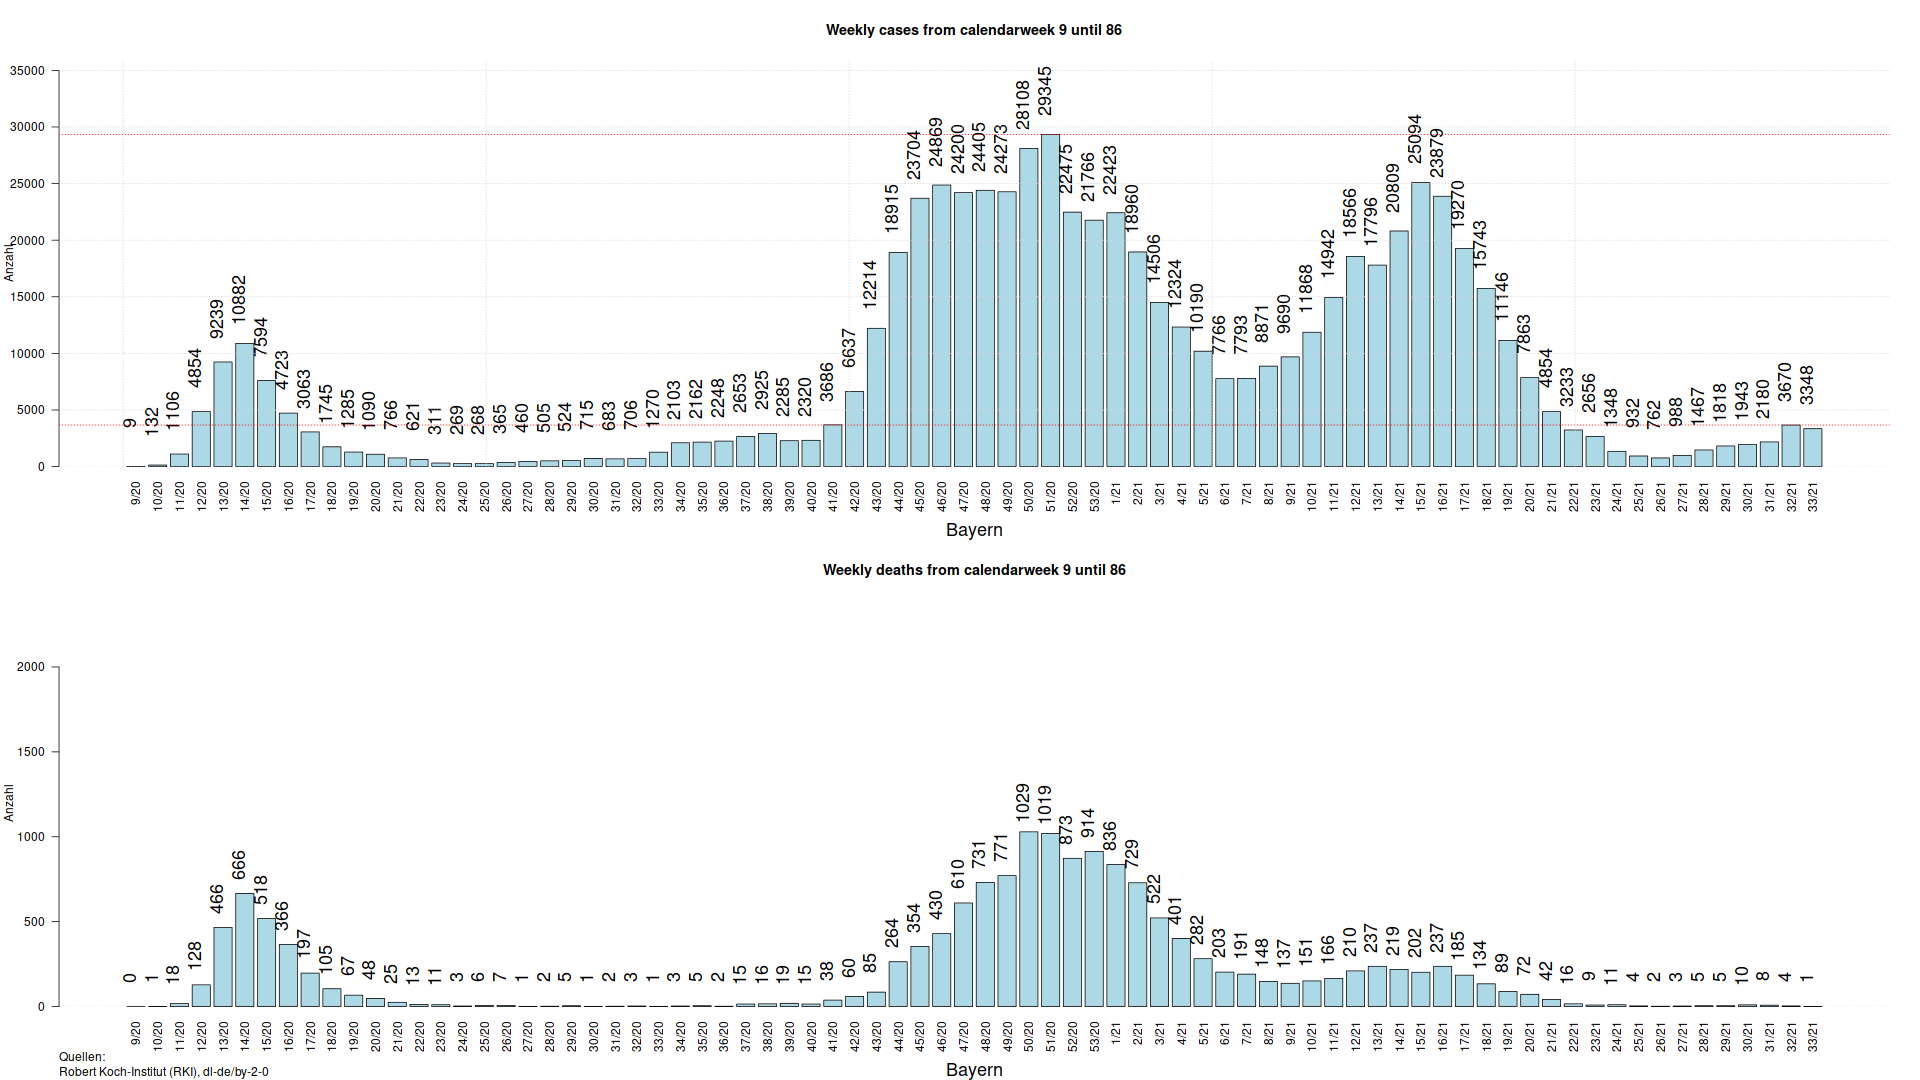 Weekly cases from calendarweek 9 until 86
Anzahl
35000
30000
25000
20000
15000
10000
5000
0
9 132 1106 4854 9239 10882 7594 4723 3063 1745 1285 1090 766 621 311 269 268 365 460 505 524 715 683 706 1270 2103 2162 2248 2653 2925 2285 2320 3686 6637 12214 18915 23704 24869 24200 24405 24273 28108 29345 22475 21766 22423 18960 14506 12324 10190 7766 7793 8871 9690 11868 14942 18566 17796 20809 25094 23879 19270 15743 11146 7863 4854 3233 2656 1348 932 762 988 1467 1818 1943 2180 3670 3348
9/20 10/20 11/20 12/20 13/20 14/20 15/20 16/20 17/20 18/20 19/20 20/20 21/20 22/20 23/20 24/20 25/20 26/20 27/20 28/20 29/20 30/20 31/20 32/20 33/20 34/20 35/20 36/20 37/20 38/20 39/20 40/20 41/20 42/20 43/20 44/20 45/20 46/20 47/20 48/20 49/20 50/20 51/20 52/20 53/20 1/21 2/21 3/21 4/21 5/21 6/21 7/21 8/21 9/21 10/21 11/21 12/21 13/21 14/21 15/21 16/21 17/21 18/21 19/21 20/21 21/21 22/21 23/21 24/21 25/21 26/21 27/21 28/21 29/21 30/21 31/21 32/21 33/21
Bayern
Weekly deaths from calendarweek 9 until 86
Anzahl
2000
1500
1000
500
0
0 1 18 128 466 666 518 366 197 105 67 48 25 13 11 3 6 7 1 2 5 1 2 3 1 3 5 2 15 16 19 15 38 60 85 264 354 430 610 731 771 1029 1019 873 914 836 729 522 401 282 203 191 148 137 151 166 210 237 219 202 237 185 134 89 72 42 16 9 11 4 2 3 5 5 10 8 4 1
9/20 10/20 11/20 12/20 13/20 14/20 15/20 16/20 17/20 18/20 19/20 20/20 21/20 22/20 23/20 24/20 25/20 26/20 27/20 28/20 29/20 30/20 31/20 32/20 33/20 34/20 35/20 36/20 37/20 38/20 39/20 40/20 41/20 42/20 43/20 44/20 45/20 46/20 47/20 48/20 49/20 50/20 51/20 52/20 53/20 1/21 2/21 3/21 4/21 5/21 6/21 7/21 8/21 9/21 10/21 11/21 12/21 13/21 14/21 15/21 16/21 17/21 18/21 19/21 20/21 21/21 22/21 23/21 24/21 25/21 26/21 27/21 28/21 29/21 30/21 31/21 32/21 33/21
Bayern
Quellen:
Robert Koch-Institut (RKI), dl-de/by-2-0